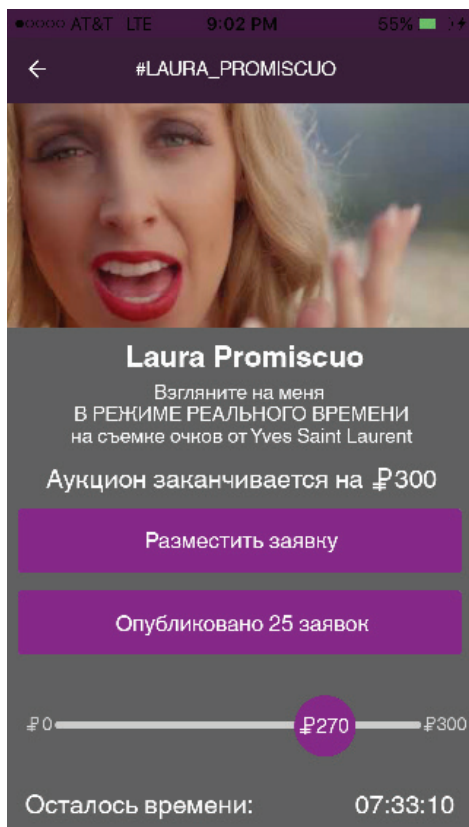 AT&T LTE 9:02 PM 55%
#LAURA_PROMISCUO
Laura Promiscuo
Взгляните на меня
В РЕЖИМЕ РЕАЛЬНОГО ВРЕМЕНИ
на съемке очков от Yves Saint Laurent
Аукцион заканчивается на ₽300
Разместить заявку
Опубликовано 25 заявок
₽0 ₽270 ₽300
Осталось времени: 07:33:10